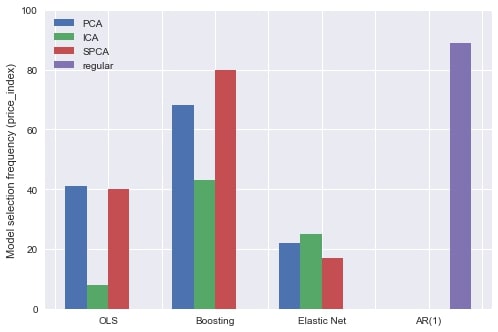 100
80
60
40
20
0
Model selection frequency (price_index)
PCA
ICA
SPCA
regular
OLS
Boosting
Elastic Net
AR(1)